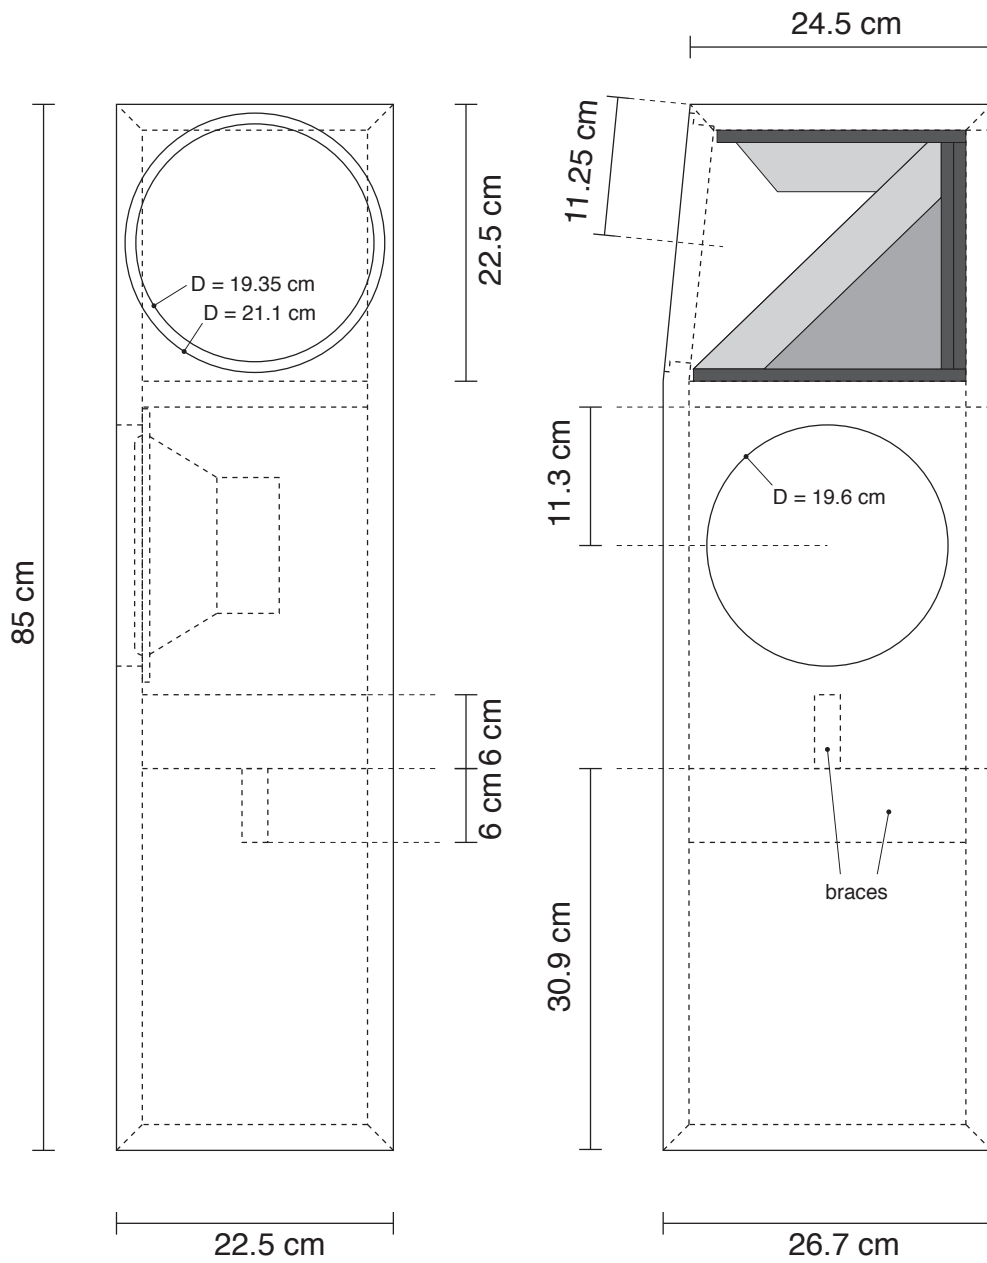 24.5 cm
11.25 cm
22.5 cm
D = 19.35 cm
D = 21.1 cm
11.3 cm
D = 19.6 cm
85 cm
6 cm
6 cm
braces
30.9 cm
22.5 cm
26.7 cm